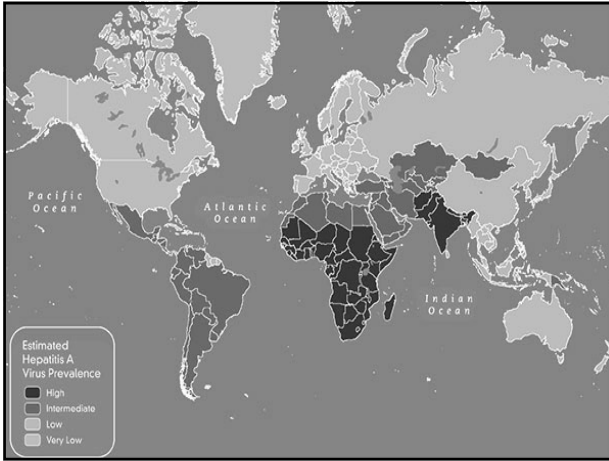 Pacific
Ocean
Atlantic
Ocean
Indian
Ocean
Estimated
Hepatitis A
Virus Prevalence
High
Intermediate
Low
Very Low